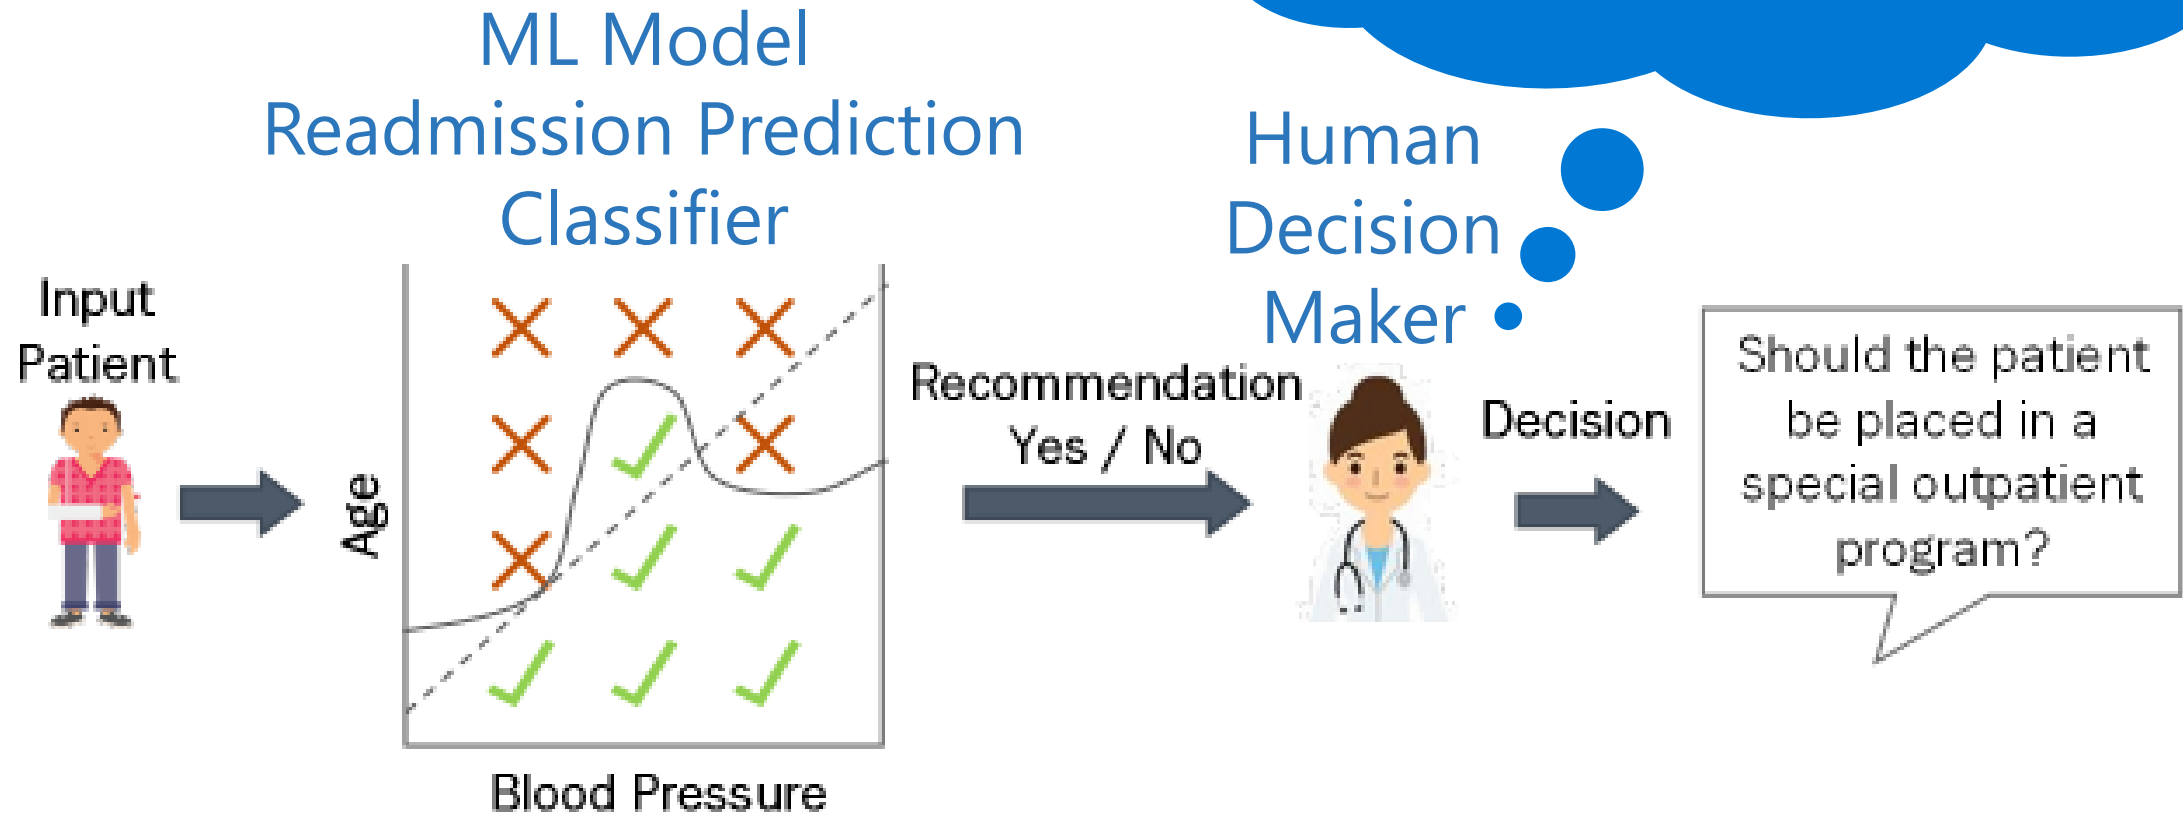 ML Model
Readmission Prediction
Classifier
Human
Decision
Maker
Input
Patient
Age
Blood Pressure
Recommendation
Yes / No
Decision
Should the patient
be placed in a
special outpatient
program?